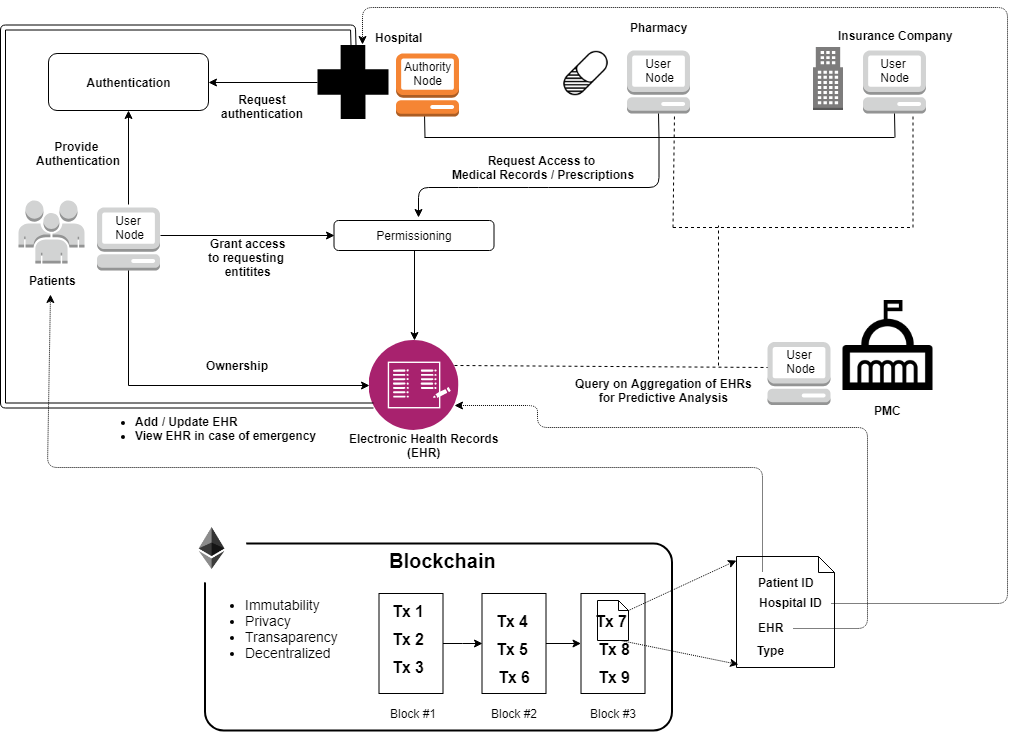 Hospital
Pharmacy
Insurance Company
Authentication
Authority
Node
User
Node
User
Node
Request
authentication
Provide
Authentication
Request Access to
Medical Records / Prescriptions
User
Node
Permissioning
Grant access
to requesting
entitites
Patients
Ownership
User
Node
Query on Aggregation of EHRs
for Predictive Analysis
PMC
• Add / Update EHR
• View EHR in case of emergency
Electronic Health Records
(EHR)
Blockchain
• Immutability
• Privacy
• Transaparency
• Decentralized
Tx 1
Tx 2
Tx 3
Tx 4
Tx 5
Tx 6
Tx 7
Tx 8
Tx 9
Block #1
Block #2
Block #3
Patient ID
Hospital ID
EHR
Type